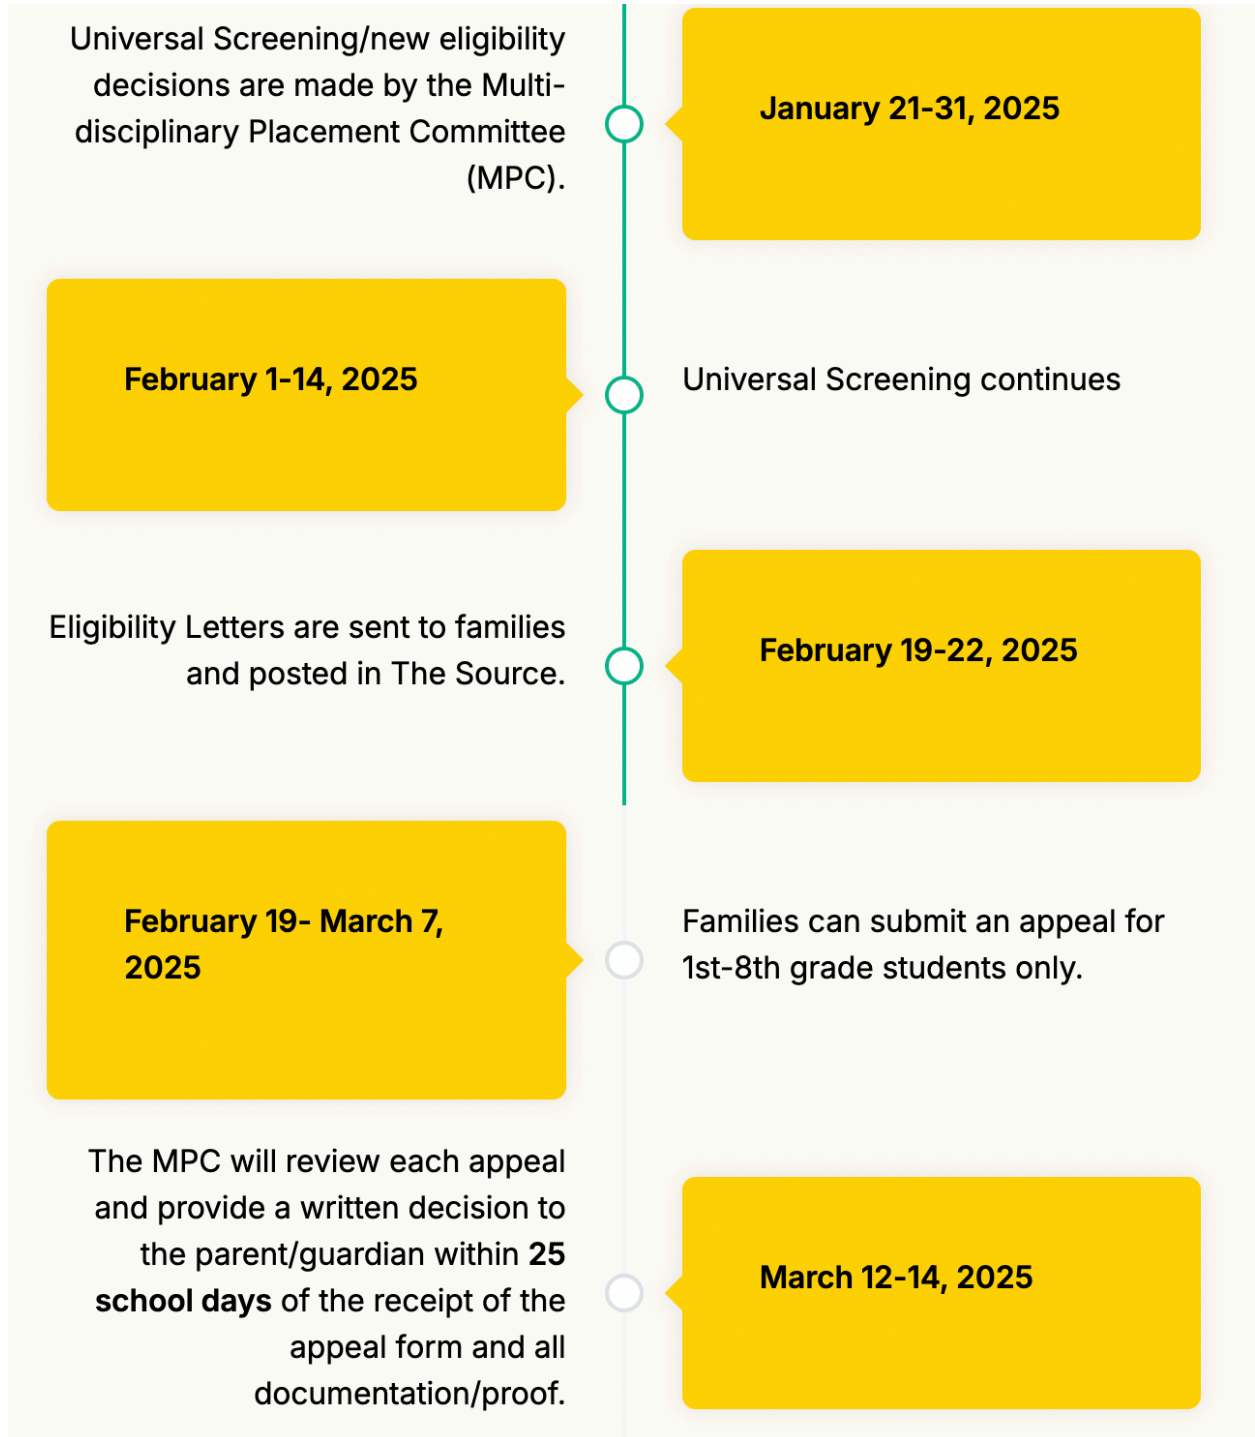 Universal Screening/new eligibility
decisions are made by the Multi-
disciplinary Placement Committee
(MPC).
January 21-31, 2025
February 1-14, 2025
Universal Screening continues
Eligibility Letters are sent to families
and posted in The Source.
February 19-22, 2025
February 19- March 7,
2025
Families can submit an appeal for
1st-8th grade students only.
The MPC will review each appeal
and provide a written decision to
the parent/guardian within 25
school days of the receipt of the
appeal form and all
documentation/proof.
March 12-14, 2025